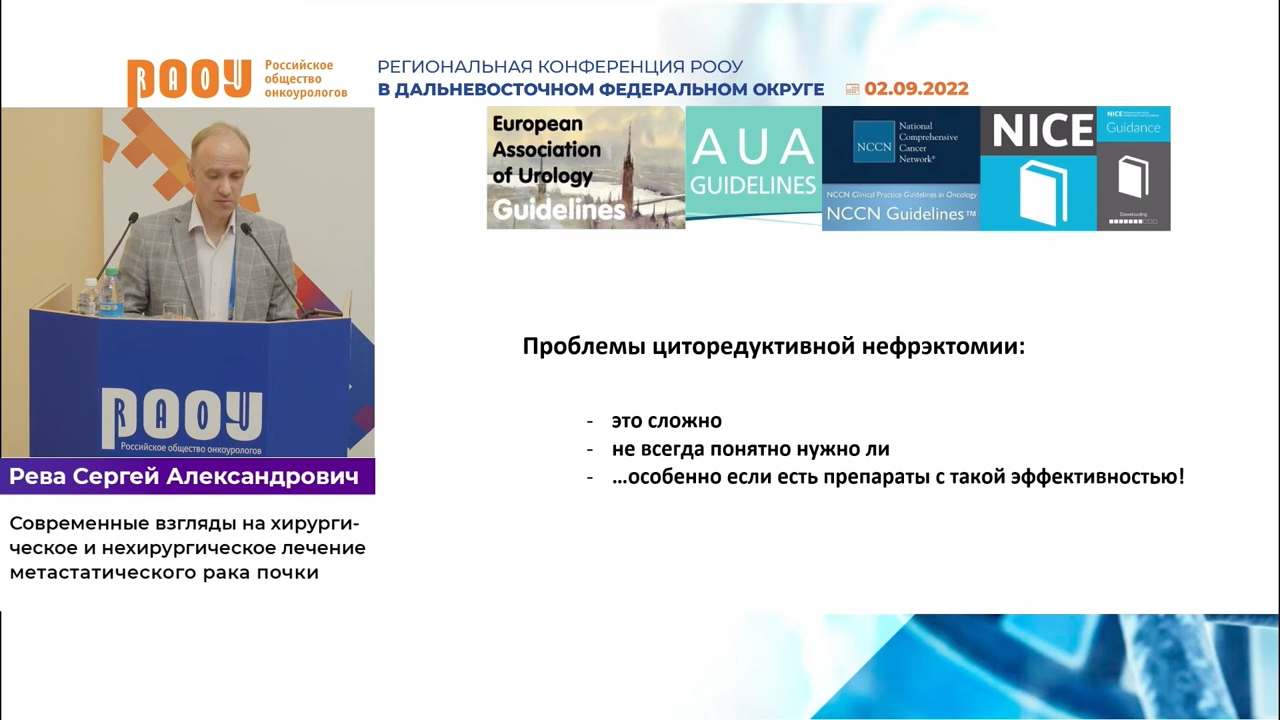 РООУ
RAOU
Российское
общество
онкоурологов
РЕГИОНАЛЬНАЯ КОНФЕРЕНЦИЯ РООУ
В ДАЛЬНЕВОСТОЧНОМ ФЕДЕРАЛЬНОМ ОКРУГЕ
02.09.2022
European
Association
of Urology
Guidelines
AUA
GUIDELINES
NCCN
National
Comprehensive
Cancer
Network®
NCCN Clinical Practice Guidelines in Oncology
NCCN Guidelines™
NICE
NICE
Guidance
Downloading
Проблемы циторедуктивной нефрэктомии:
- это сложно
- не всегда понятно нужно ли
- …особенно если есть препараты с такой эффективностью!
РООУ
RAOU
Российское общество онкоурологов
Рева Сергей Александрович
Современные взгляды на хирурги-
ческое и нехирургическое лечение
метастатического рака почки